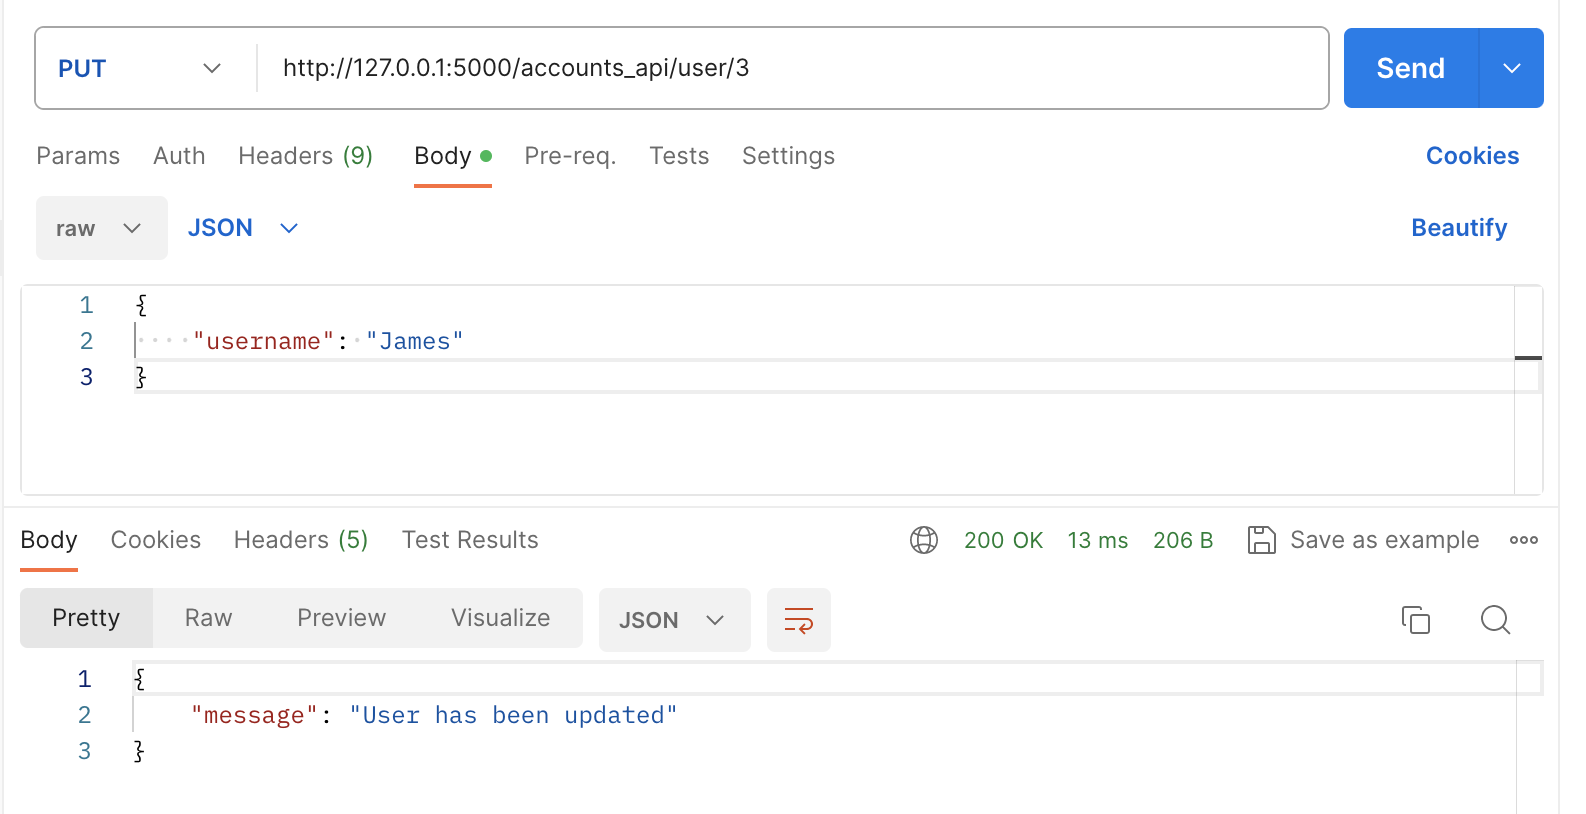 PUT http://127.0.0.1:5000/accounts_api/user/3 Send
Params Auth Headers (9) Body Pre-req. Tests Settings Cookies
raw JSON Beautify
1 {
2 "username": "James"
3 }
Body Cookies Headers (5) Test Results 200 OK 13 ms 206 B Save as example
Pretty Raw Preview Visualize JSON
1 {
2 "message": "User has been updated"
3 }